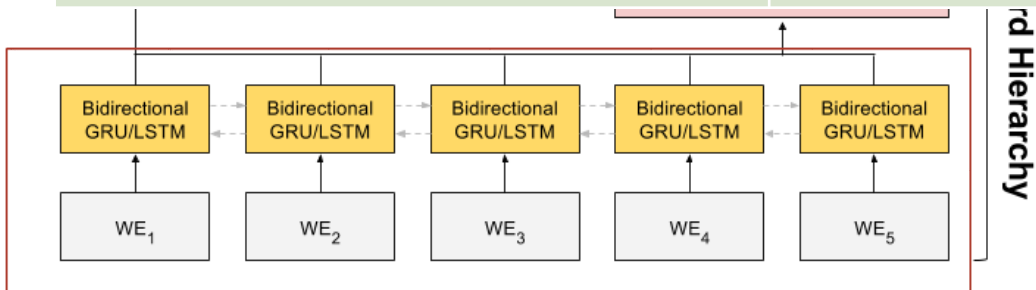 rd Hierarchy
Bidirectional
GRU/LSTM
Bidirectional
GRU/LSTM
Bidirectional
GRU/LSTM
Bidirectional
GRU/LSTM
Bidirectional
GRU/LSTM
WE1
WE2
WE3
WE4
WE5